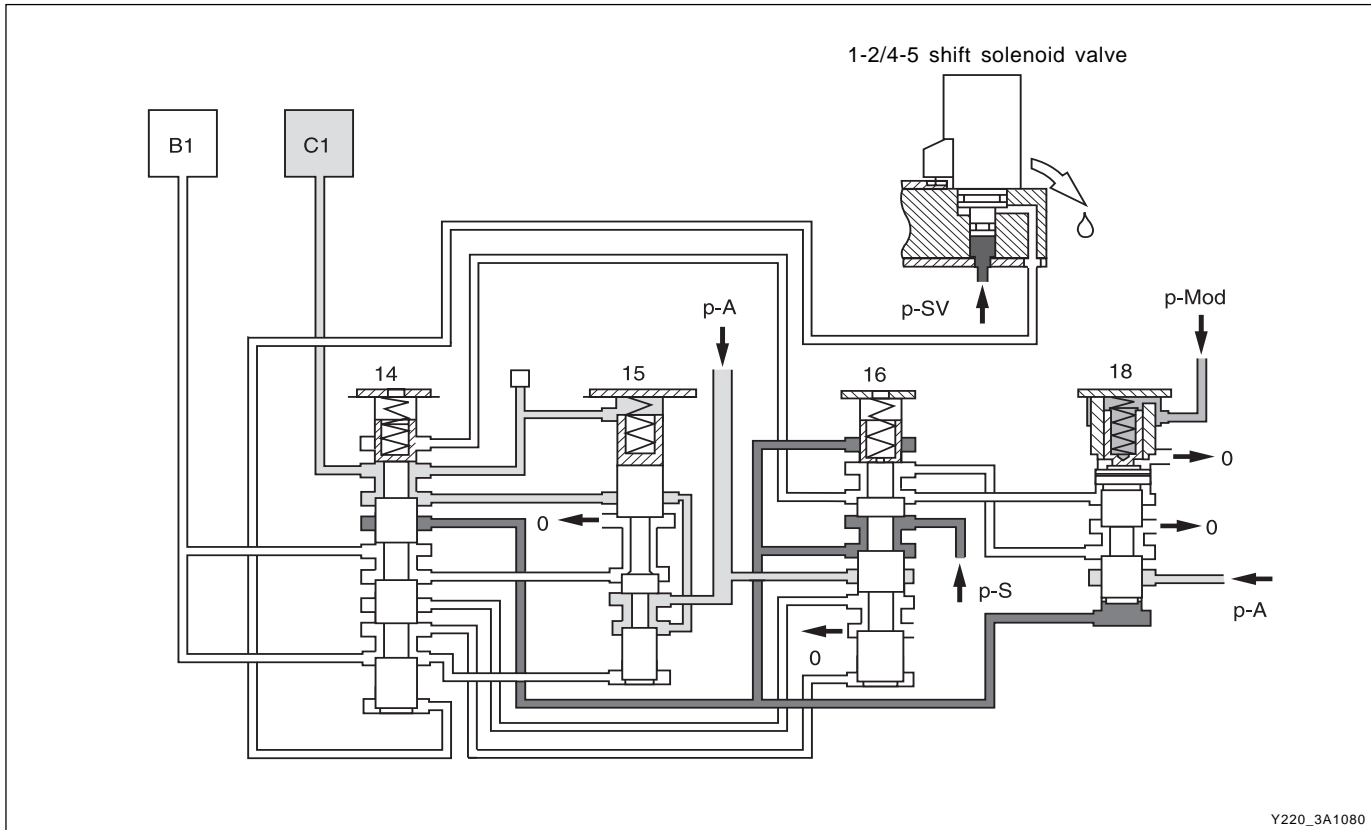 1-2/4-5 shift solenoid valve
B1
C1
p-SV
p-A
p-Mod
14
15
16
18
0
0
0
p-S
p-A
0
Y220_3A1080